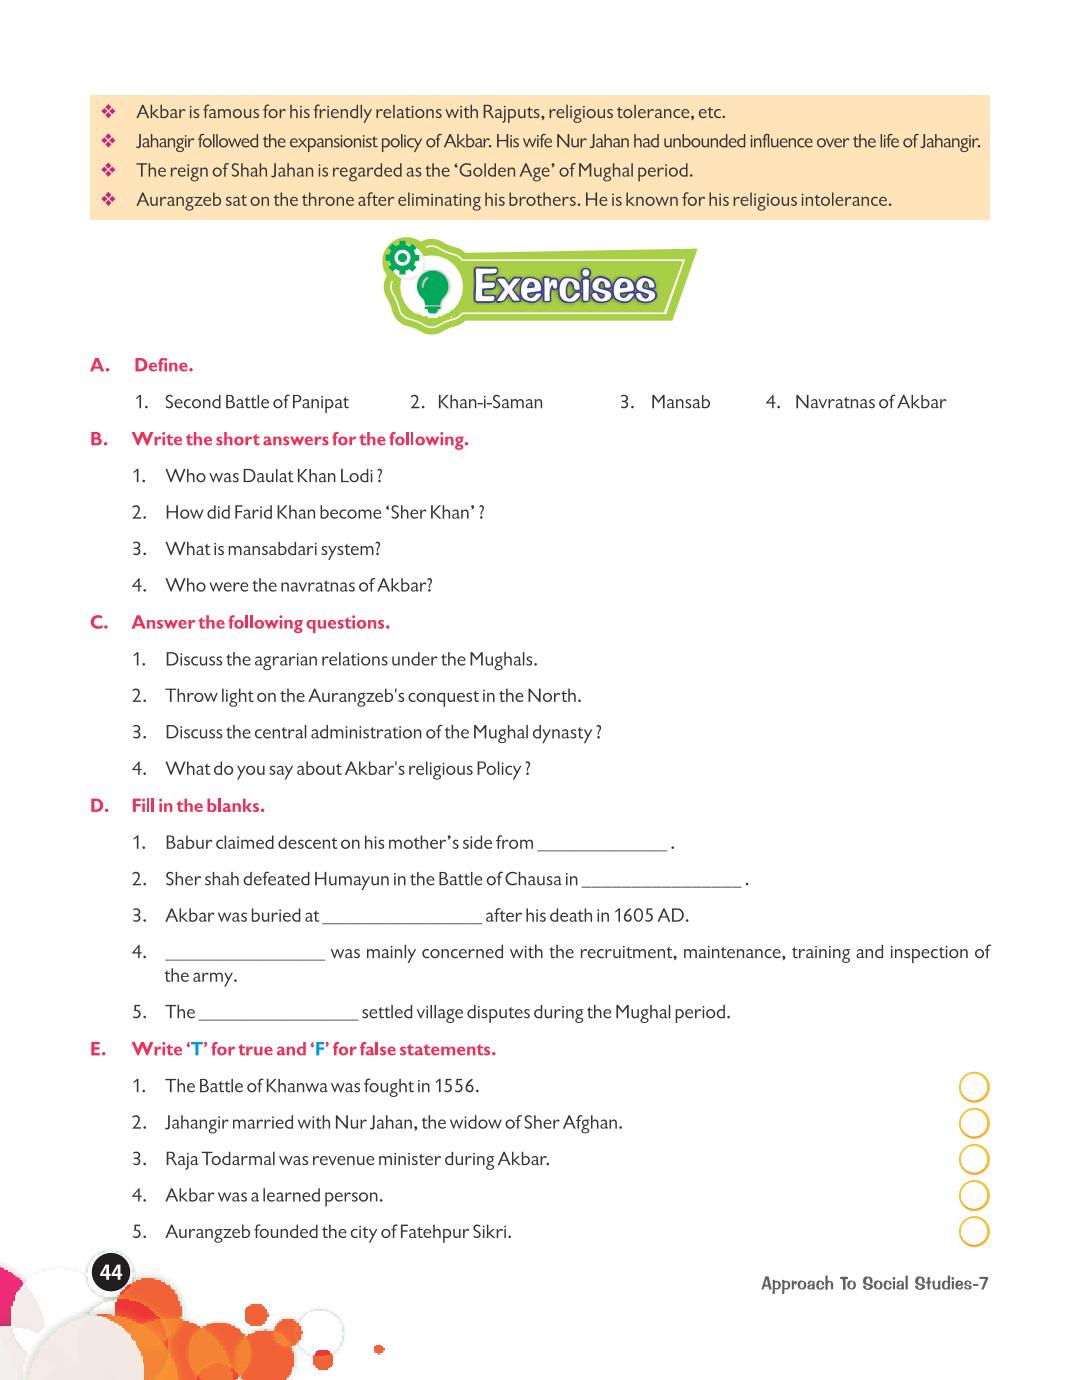 ❖ Akbar is famous for his friendly relations with Rajputs, religious tolerance, etc.
❖ Jahangir followed the expansionist policy of Akbar. His wife Nur Jahan had unbounded influence over the life of Jahangir.
❖ The reign of Shah Jahan is regarded as the ‘Golden Age’ of Mughal period.
❖ Aurangzeb sat on the throne after eliminating his brothers. He is known for his religious intolerance.
Exercises
A. Define.
1. Second Battle of Panipat 2. Khan-i-Saman 3. Mansab 4. Navratnas of Akbar
B. Write the short answers for the following.
1. Who was Daulat Khan Lodi ?
2. How did Farid Khan become ‘Sher Khan’ ?
3. What is mansabdari system?
4. Who were the navratnas of Akbar?
C. Answer the following questions.
1. Discuss the agrarian relations under the Mughals.
2. Throw light on the Aurangzeb's conquest in the North.
3. Discuss the central administration of the Mughal dynasty ?
4. What do you say about Akbar's religious Policy ?
D. Fill in the blanks.
1. Babur claimed descent on his mother’s side from _____________ .
2. Sher shah defeated Humayun in the Battle of Chausa in ________________ .
3. Akbar was buried at ________________ after his death in 1605 AD.
4. ________________ was mainly concerned with the recruitment, maintenance, training and inspection of
the army.
5. The ________________ settled village disputes during the Mughal period.
E. Write ‘T’ for true and ‘F’ for false statements.
1. The Battle of Khanwa was fought in 1556.
2. Jahangir married with Nur Jahan, the widow of Sher Afghan.
3. Raja Todarmal was revenue minister during Akbar.
4. Akbar was a learned person.
5. Aurangzeb founded the city of Fatehpur Sikri.
44
Approach To Social Studies-7